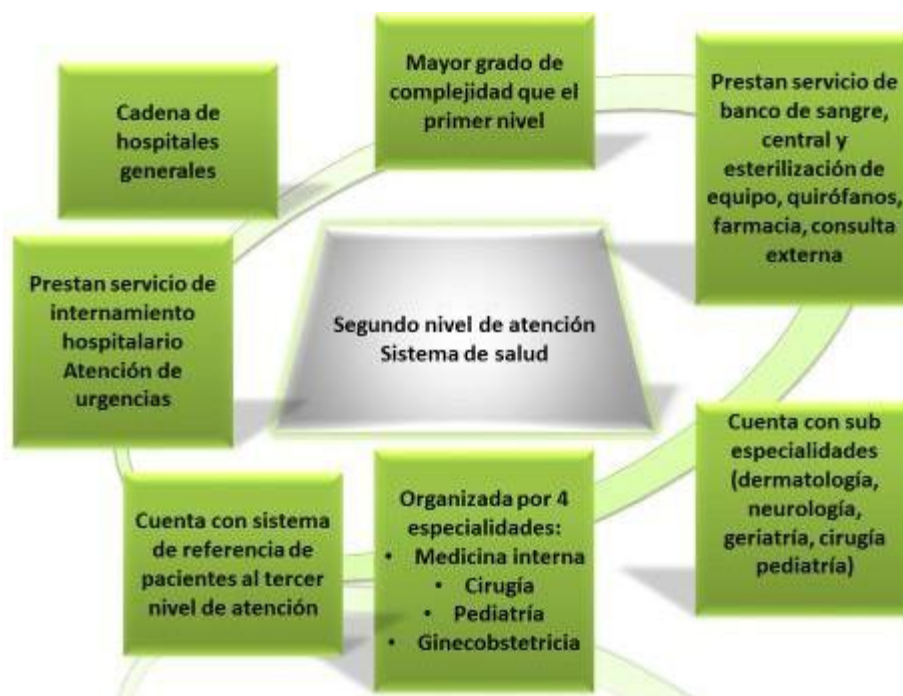 Mayor grado de
complejidad que el
primer nivel
Cadena de
hospitales
generales
Prestan servicio de
banco de sangre,
central y
esterilización de
equipo, quirófanos,
farmacia, consulta
externa
Prestan servicio de
internamiento
hospitalario
Atención de
urgencias
Segundo nivel de atención
Sistema de salud
Cuenta con sub
especialidades
(dermatología,
neurología,
geriatría, cirugía
pediatría)
Cuenta con sistema
de referencia de
pacientes al tercer
nivel de atención
Organizada por 4
especialidades:
• Medicina interna
• Cirugía
• Pediatría
• Ginecobstetricia